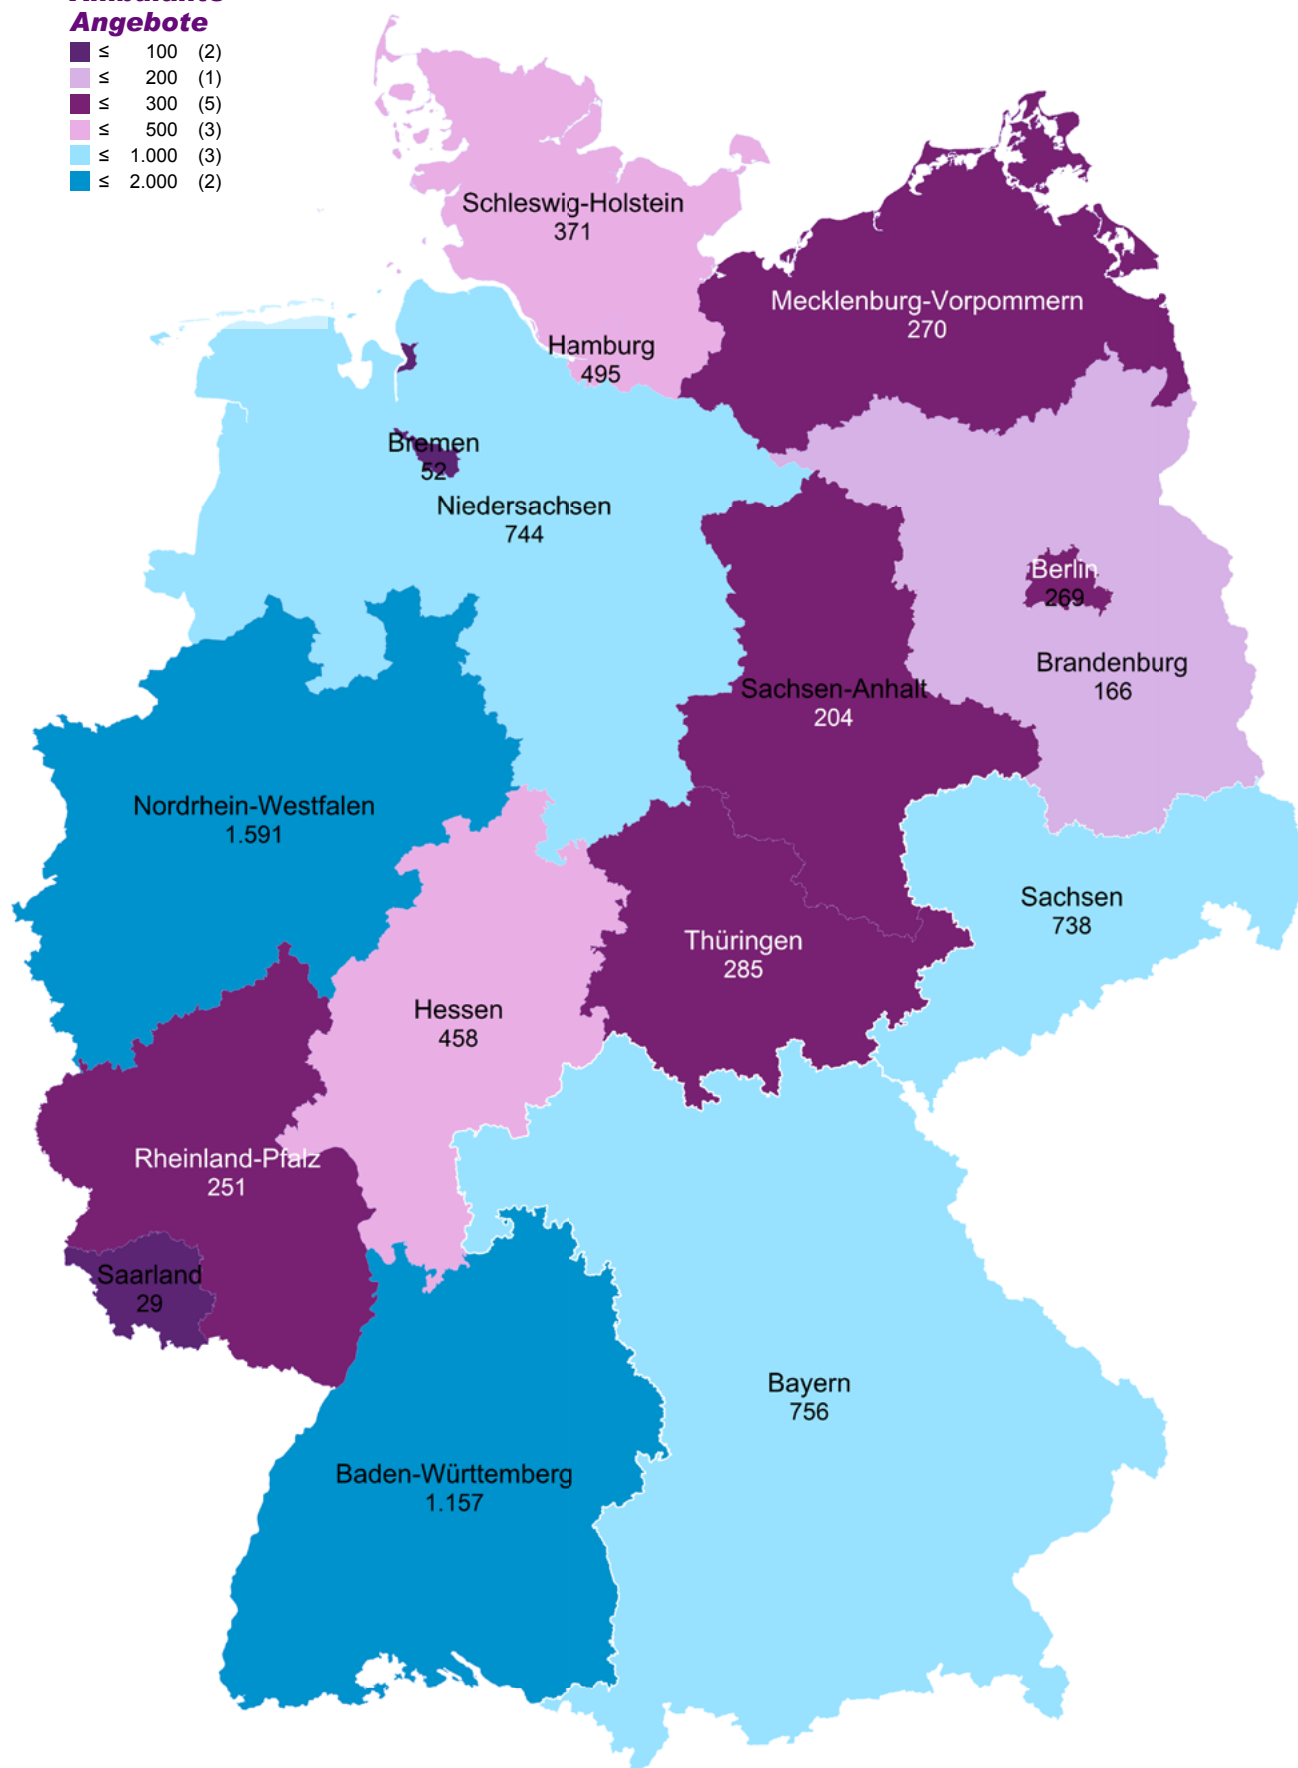 Angebote
≤ 100 (2)
≤ 200 (1)
≤ 300 (5)
≤ 500 (3)
≤ 1.000 (3)
≤ 2.000 (2)
Schleswig-Holstein
371
Mecklenburg-Vorpommern
270
Hamburg
495
Bremen
52
Niedersachsen
744
Berlin
269
Brandenburg
166
Sachsen-Anhalt
204
Nordrhein-Westfalen
1.591
Sachsen
738
Thüringen
285
Hessen
458
Rheinland-Pfalz
251
Saarland
29
Bayern
756
Baden-Württemberg
1.157